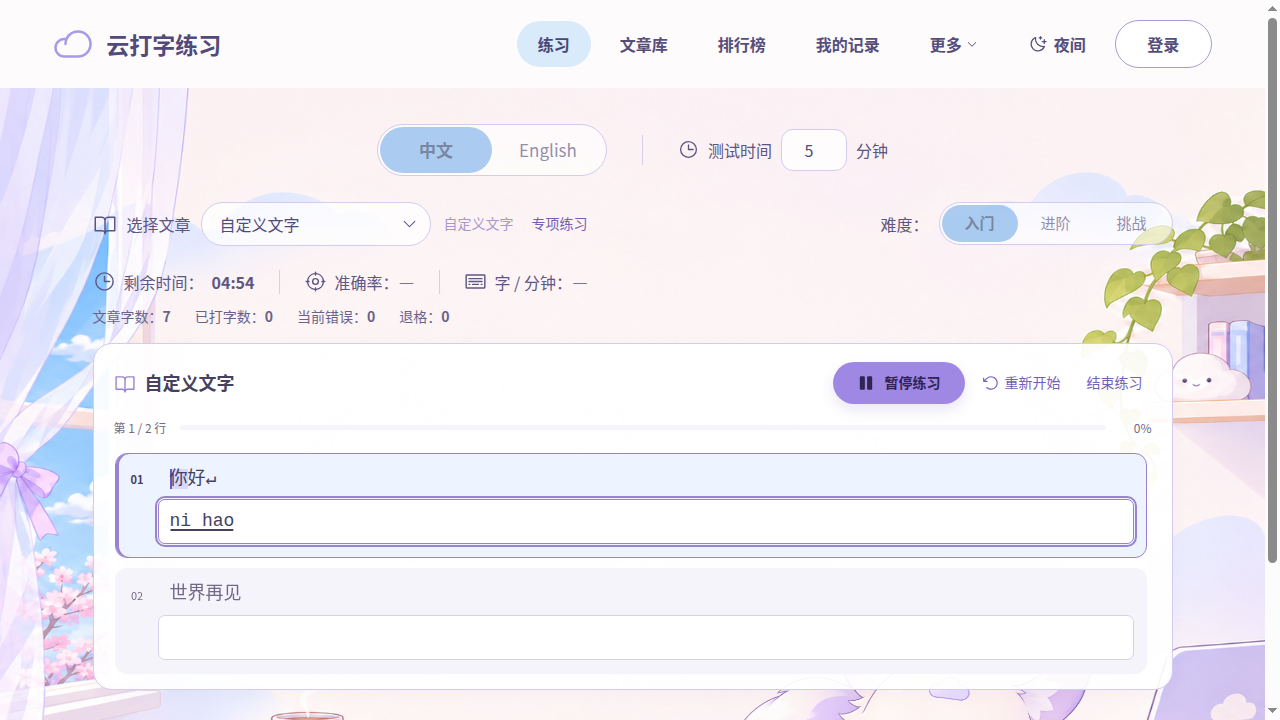 云打字练习 练习 文章库 排行榜 我的记录 更多 夜间 登录
中文 English 测试时间 5 分钟
选择文章 自定义文字 自定义文字 专项练习 难度： 入门 进阶 挑战
剩余时间： 04:54 准确率：— 字 / 分钟：—
文章字数：7 已打字数：0 当前错误：0 退格：0
自定义文字 暂停练习 重新开始 结束练习
第 1 / 2 行 0%
01 你好↵
ni hao
02 世界再见